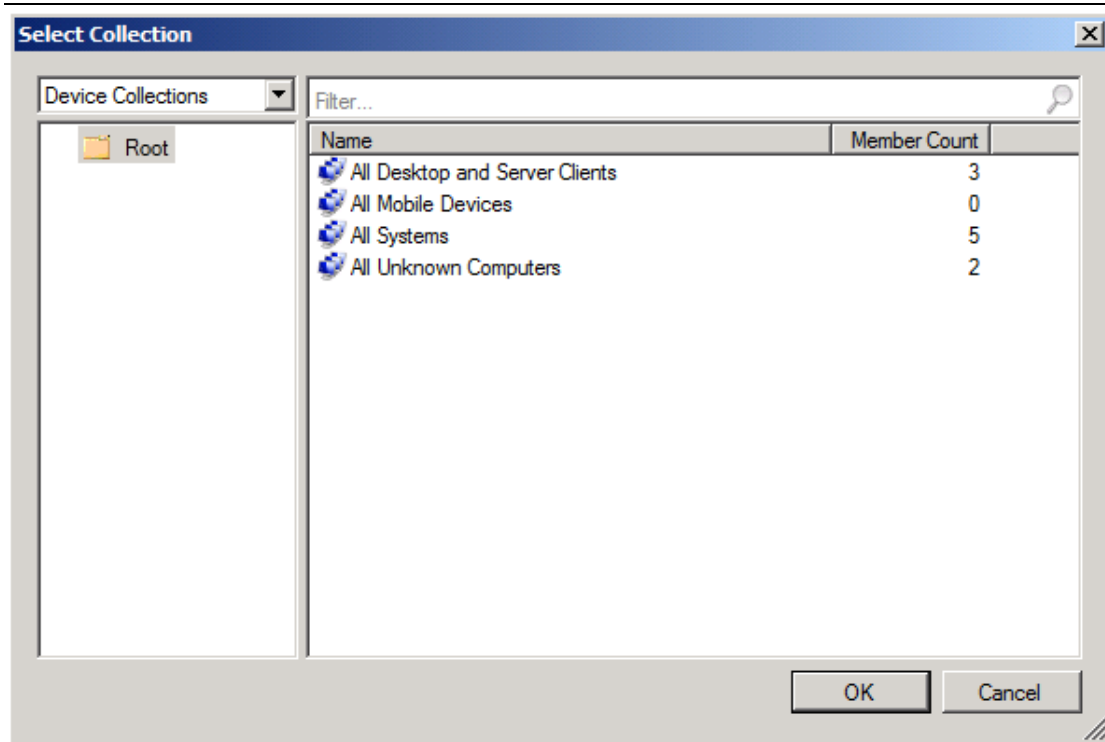 Select Collection
Device Collections
Filter...
Root
Name Member Count
All Desktop and Server Clients 3
All Mobile Devices 0
All Systems 5
All Unknown Computers 2
OK Cancel